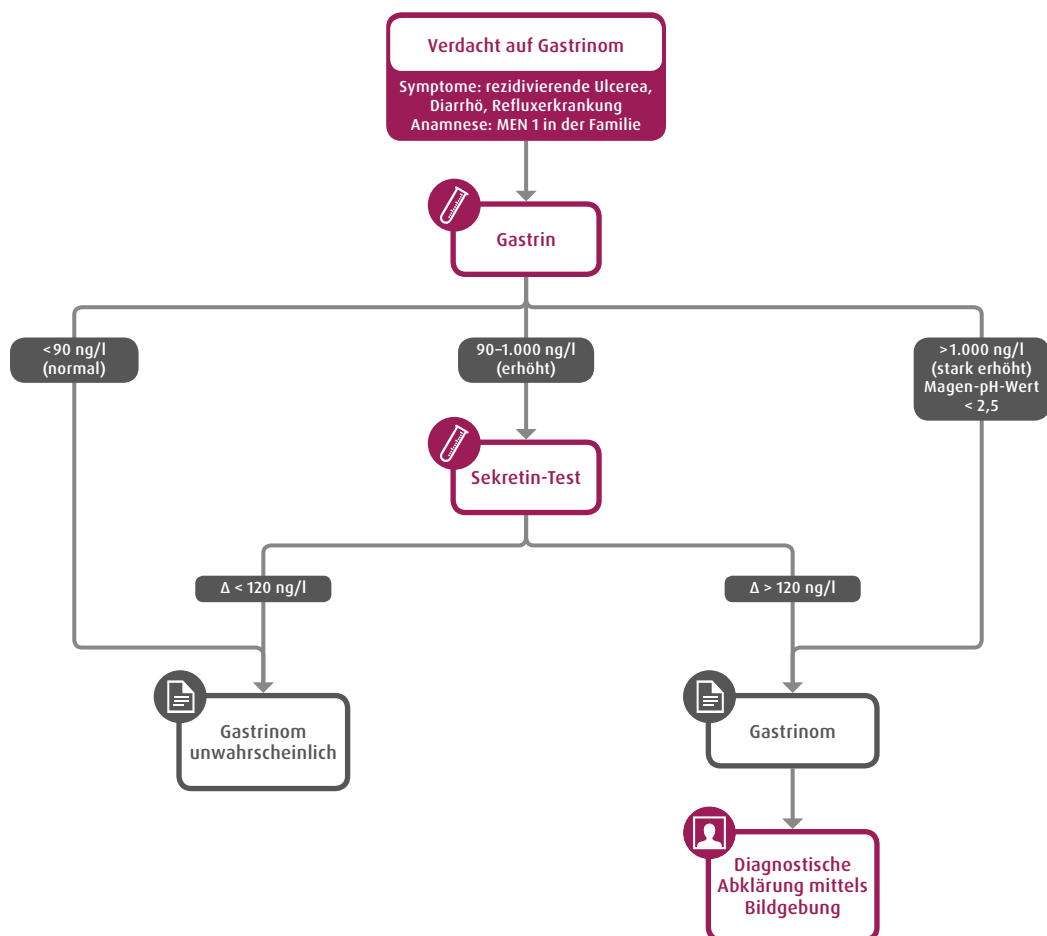 Verdacht auf Gastrinom
Symptome: rezidivierende Ulcerea,
Diarrhö, Refluxerkrankung
Anamnese: MEN 1 in der Familie
Gastrin
<90 ng/l
(normal)
90–1.000 ng/l
(erhöht)
>1.000 ng/l
(stark erhöht)
Magen-pH-Wert
< 2,5
Sekretin-Test
Δ < 120 ng/l
Δ > 120 ng/l
Gastrinom
unwahrscheinlich
Gastrinom
Diagnostische
Abklärung mittels
Bildgebung